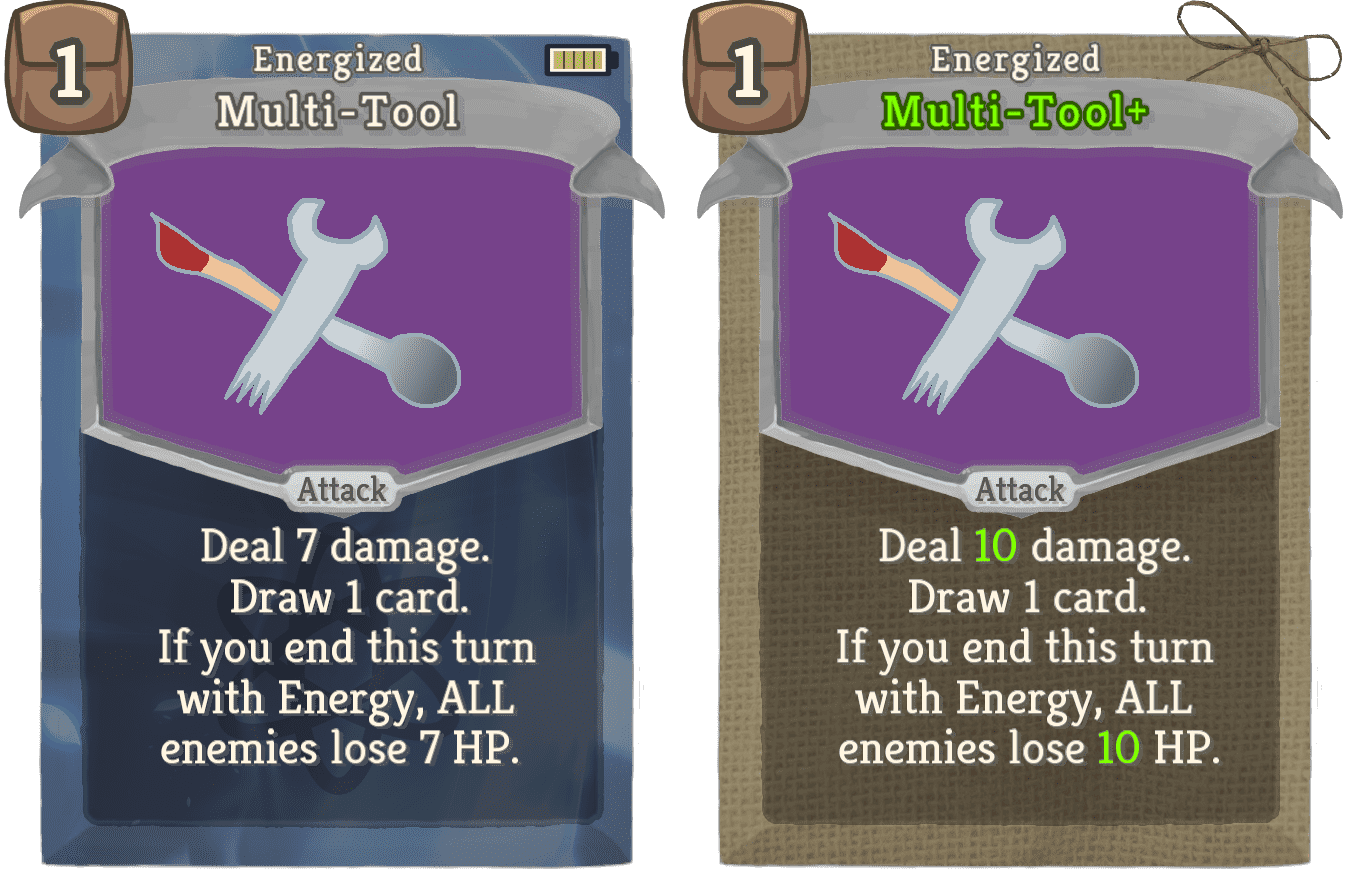 1
Energized
Multi-Tool
Attack
Deal 7 damage.
Draw 1 card.
If you end this turn
with Energy, ALL
enemies lose 7 HP.
1
Energized
Multi-Tool+
Attack
Deal 10 damage.
Draw 1 card.
If you end this turn
with Energy, ALL
enemies lose 10 HP.